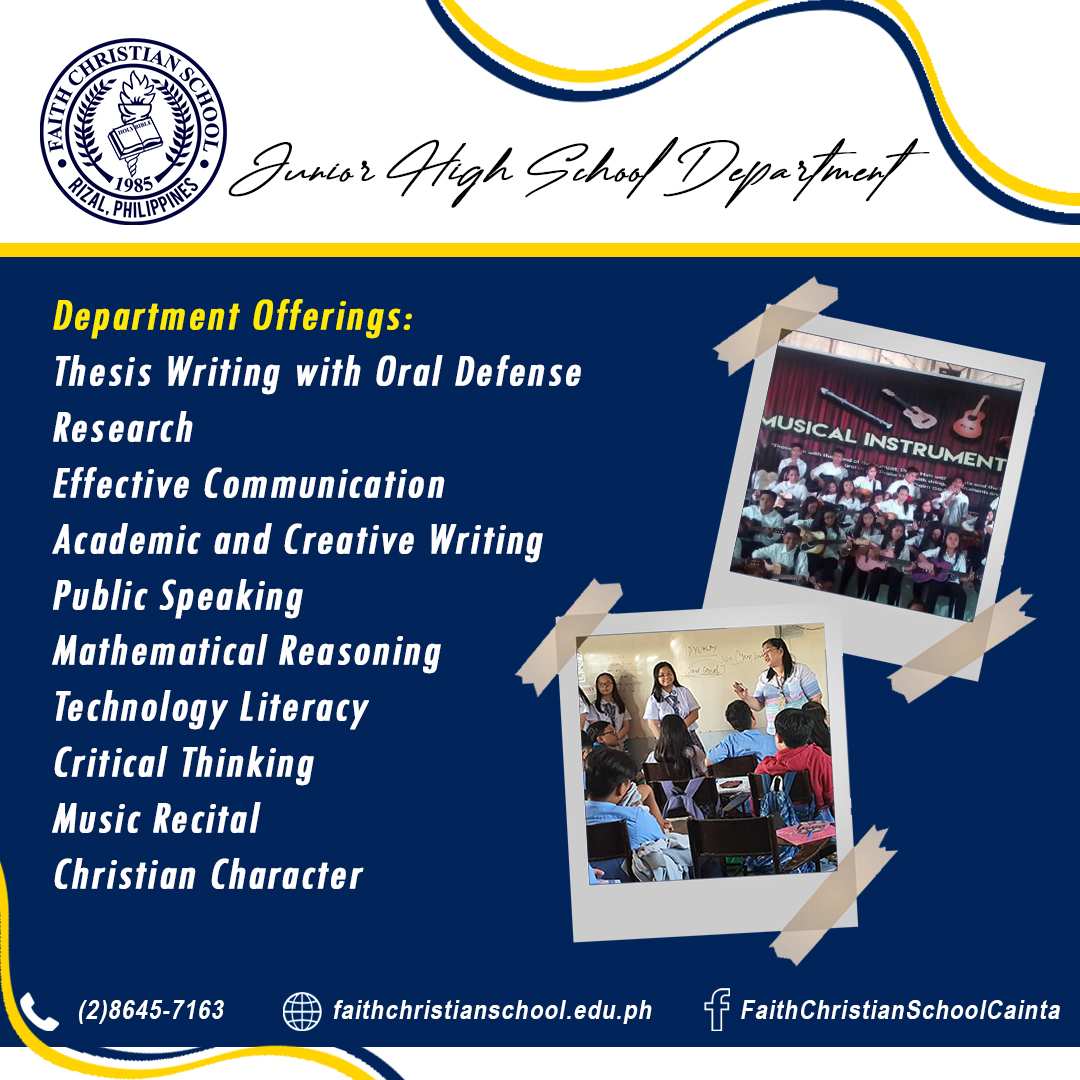 FAITH CHRISTIAN SCHOOL
HOLY BIBLE
1985
RIZAL, PHILIPPINES
Junior High School Department
Department Offerings:
Thesis Writing with Oral Defense
Research
Effective Communication
Academic and Creative Writing
Public Speaking
Mathematical Reasoning
Technology Literacy
Critical Thinking
Music Recital
Christian Character
MUSICAL INSTRUMENT
(2)8645-7163
faithchristianschool.edu.ph
FaithChristianSchoolCainta